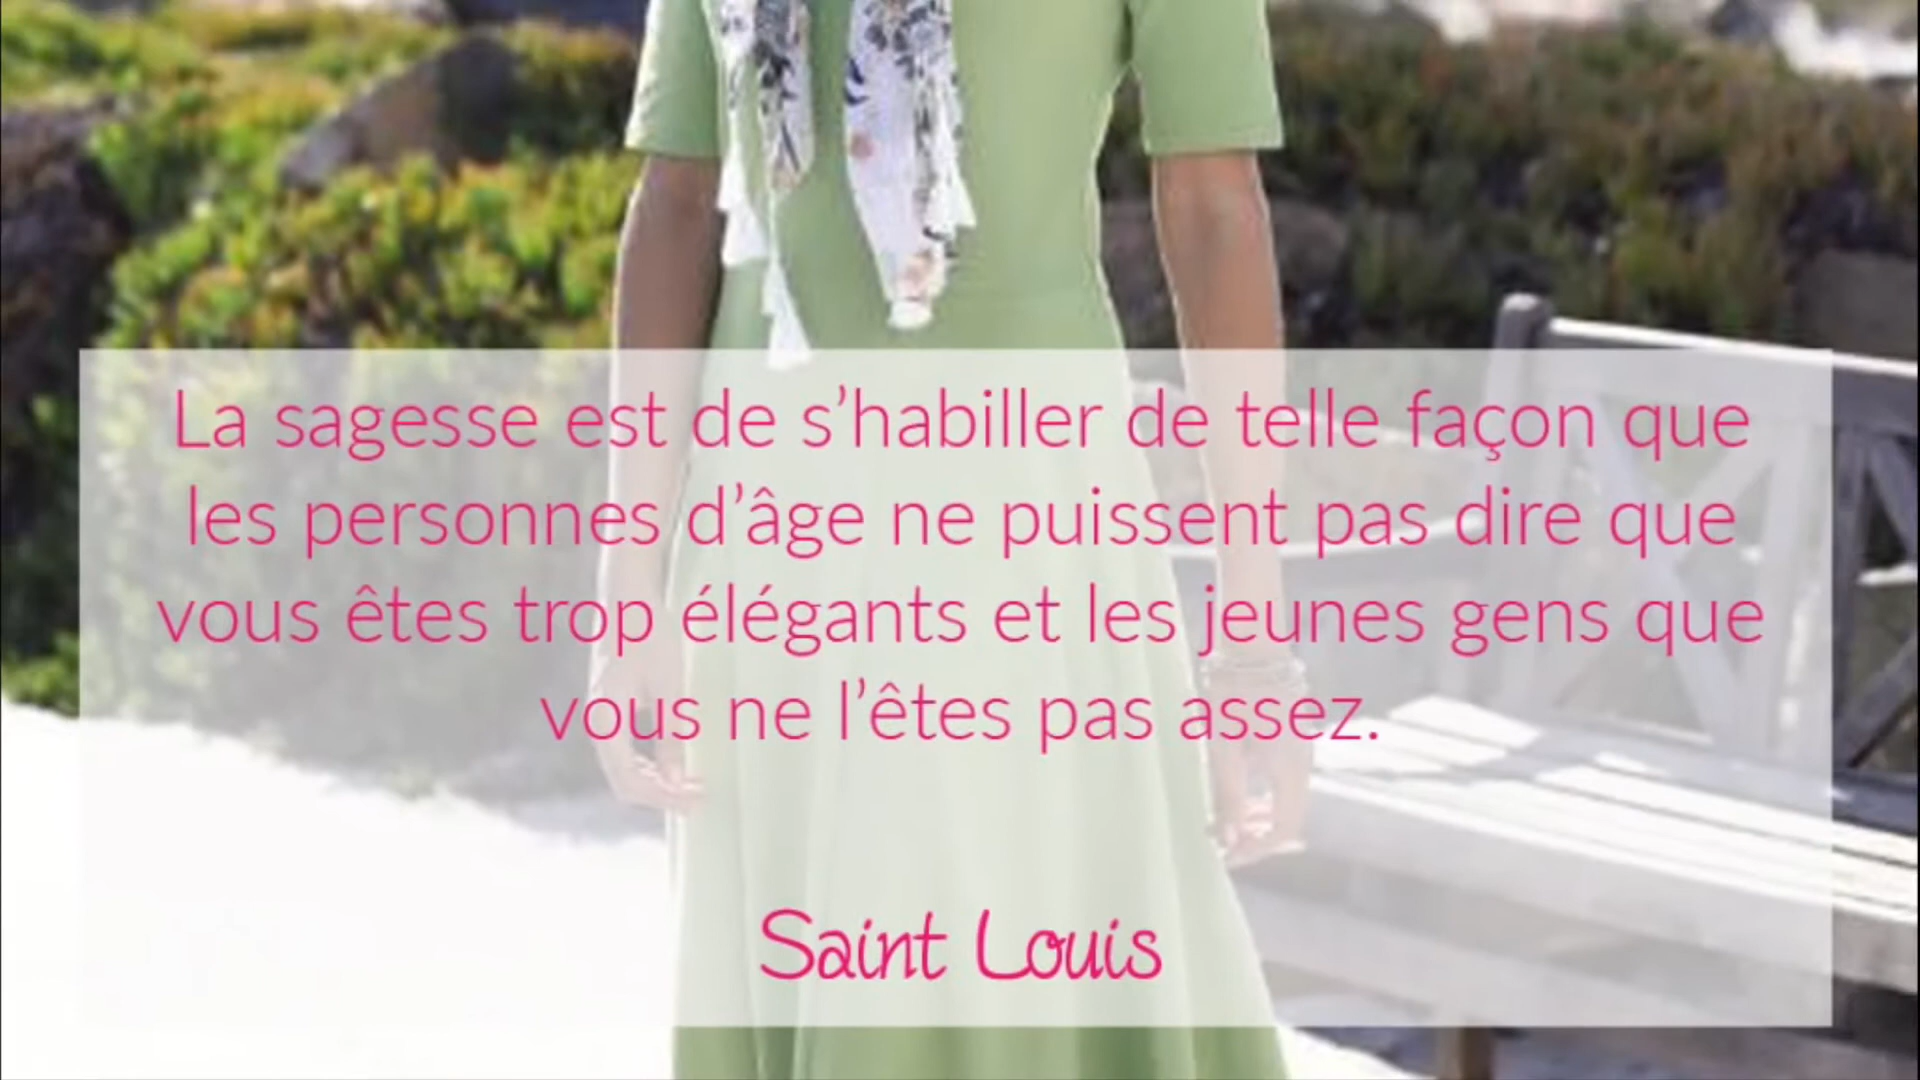 La sagesse est de s’habiller de telle façon que
les personnes d’âge ne puissent pas dire que
vous êtes trop élégants et les jeunes gens que
vous ne l’êtes pas assez.
Saint Louis